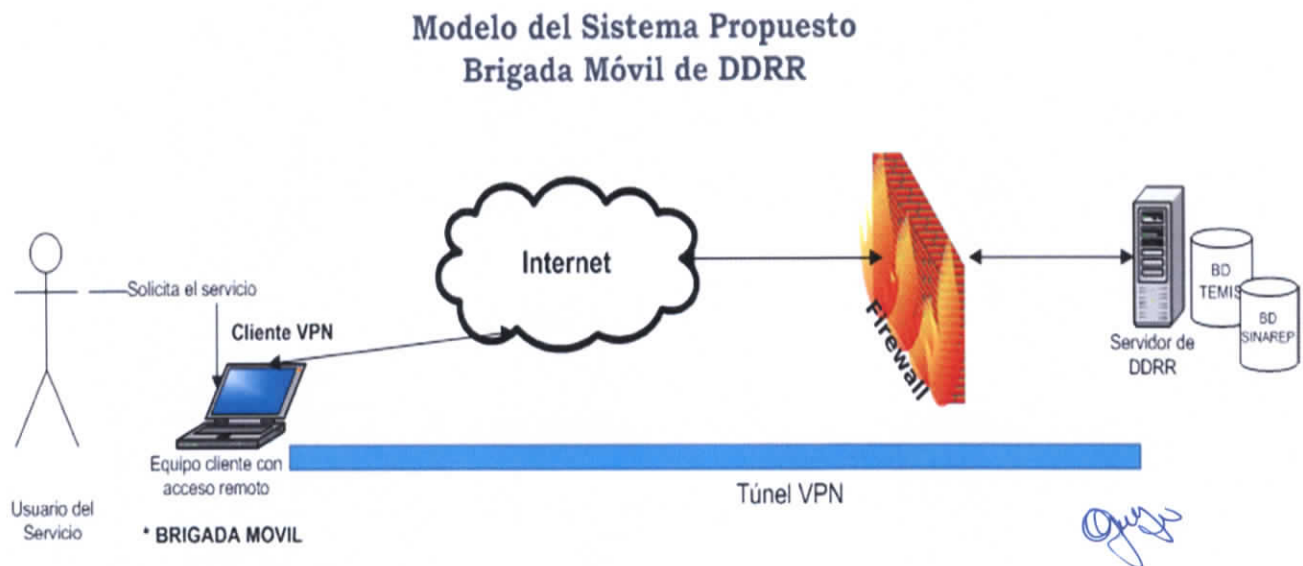 Modelo del Sistema Propuesto
Brigada Móvil de DDRR
Internet
Solicita el servicio
Cliente VPN
Firewall
BD
TEMIS
BD
SINAREP
Servidor de
DDRR
Equipo cliente con
acceso remoto
Túnel VPN
Usuario del
Servicio
* BRIGADA MOVIL